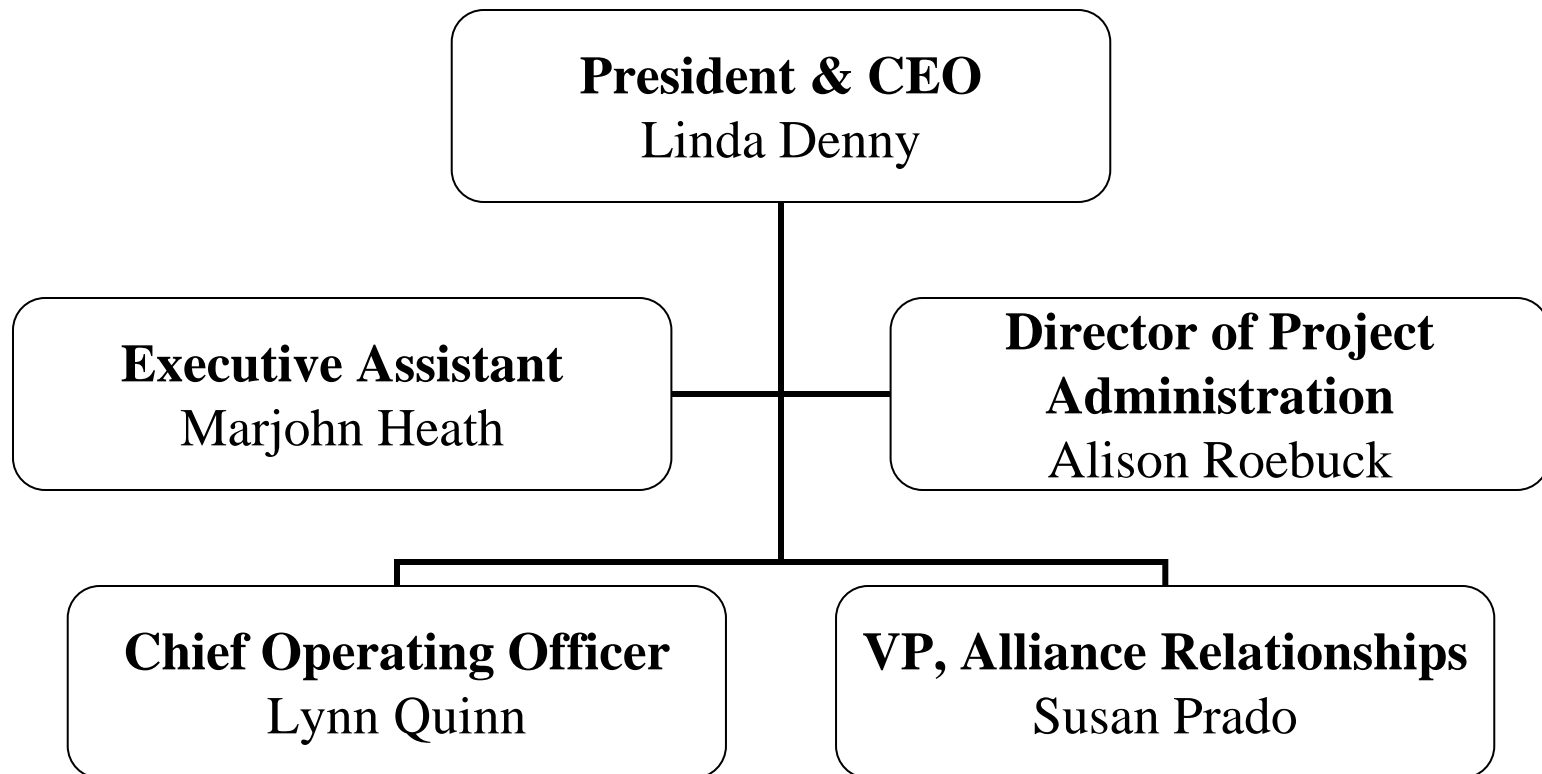 President & CEO
Linda Denny
Executive Assistant
Marjohn Heath
Director of Project
Administration
Alison Roebuck
Chief Operating Officer
Lynn Quinn
VP, Alliance Relationships
Susan Prado